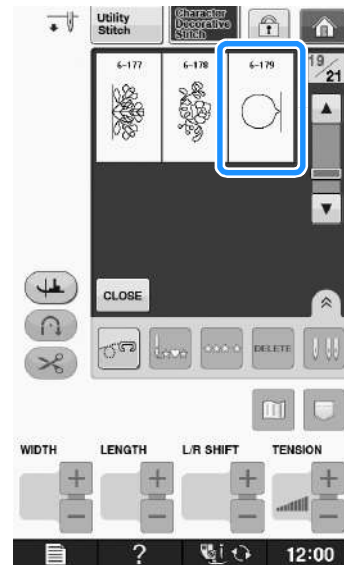 Utility
Stitch
Character
Decorative
Stitch
6-177
6-178
6-179
19/21
CLOSE
DELETE
WIDTH
LENGTH
L/R SHIFT
TENSION
?
12:00